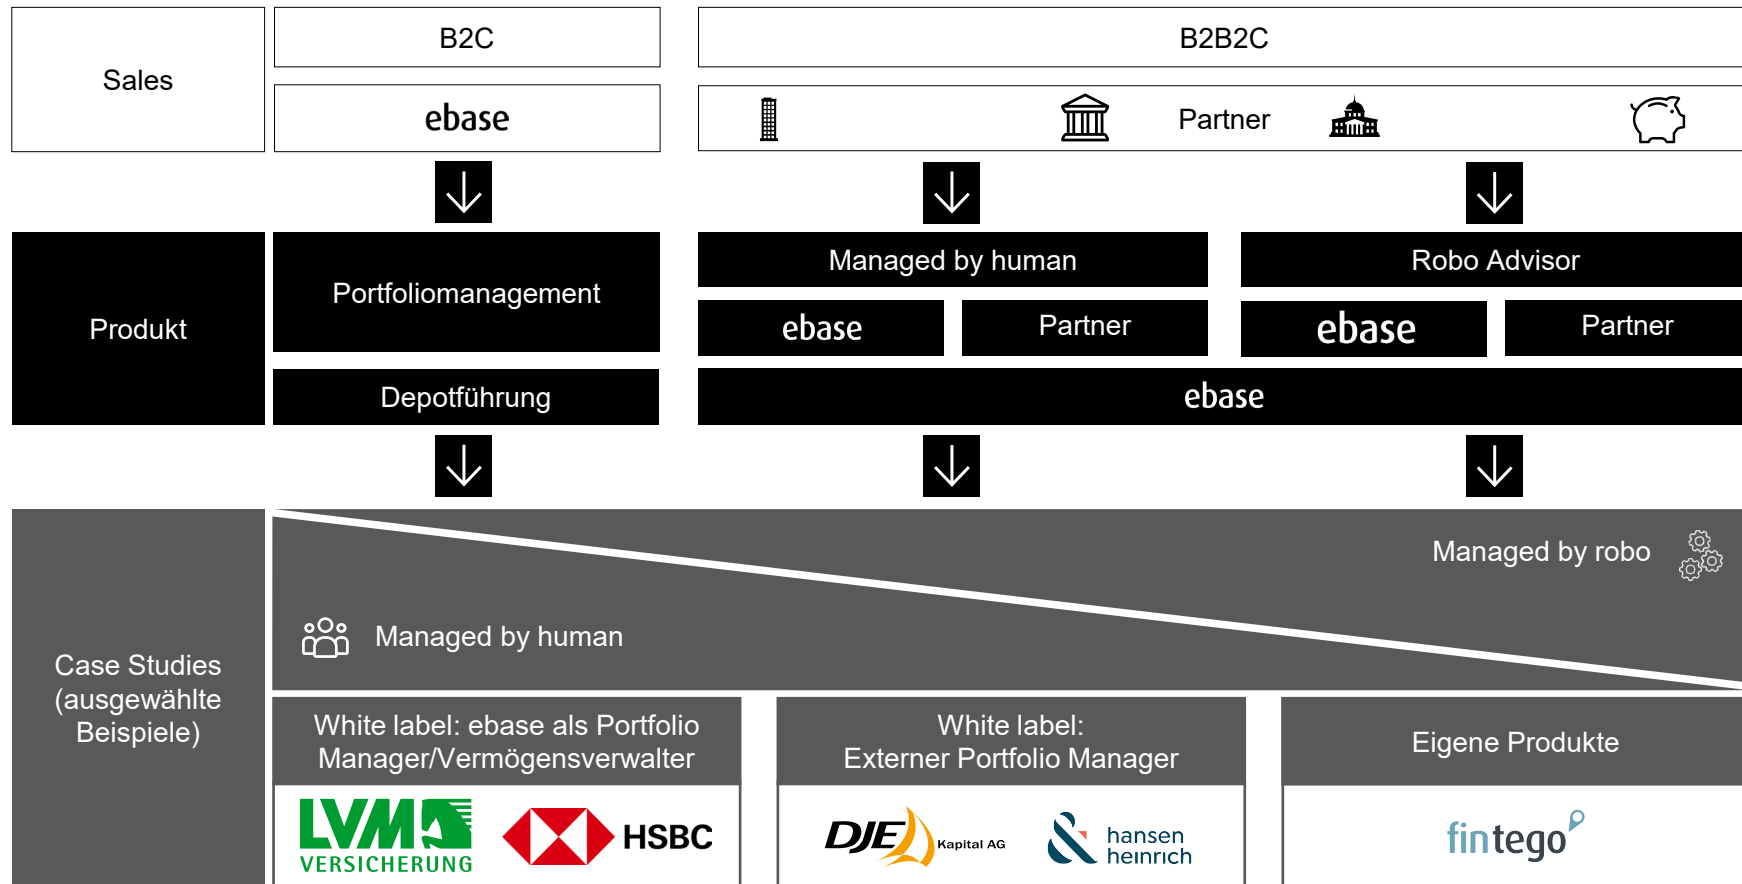 Sales
B2C
B2B2C
ebase
Partner
Produkt
Portfoliomanagement
Managed by human
Robo Advisor
ebase
Partner
ebase
Partner
Depotführung
ebase
Case Studies
(ausgewählte
Beispiele)
Managed by robo
Managed by human
White label: ebase als Portfolio
Manager/Vermögensverwalter
White label:
Externer Portfolio Manager
Eigene Produkte
LVM
VERSICHERUNG
HSBC
DJE Kapital AG
hansen
heinrich
fintego